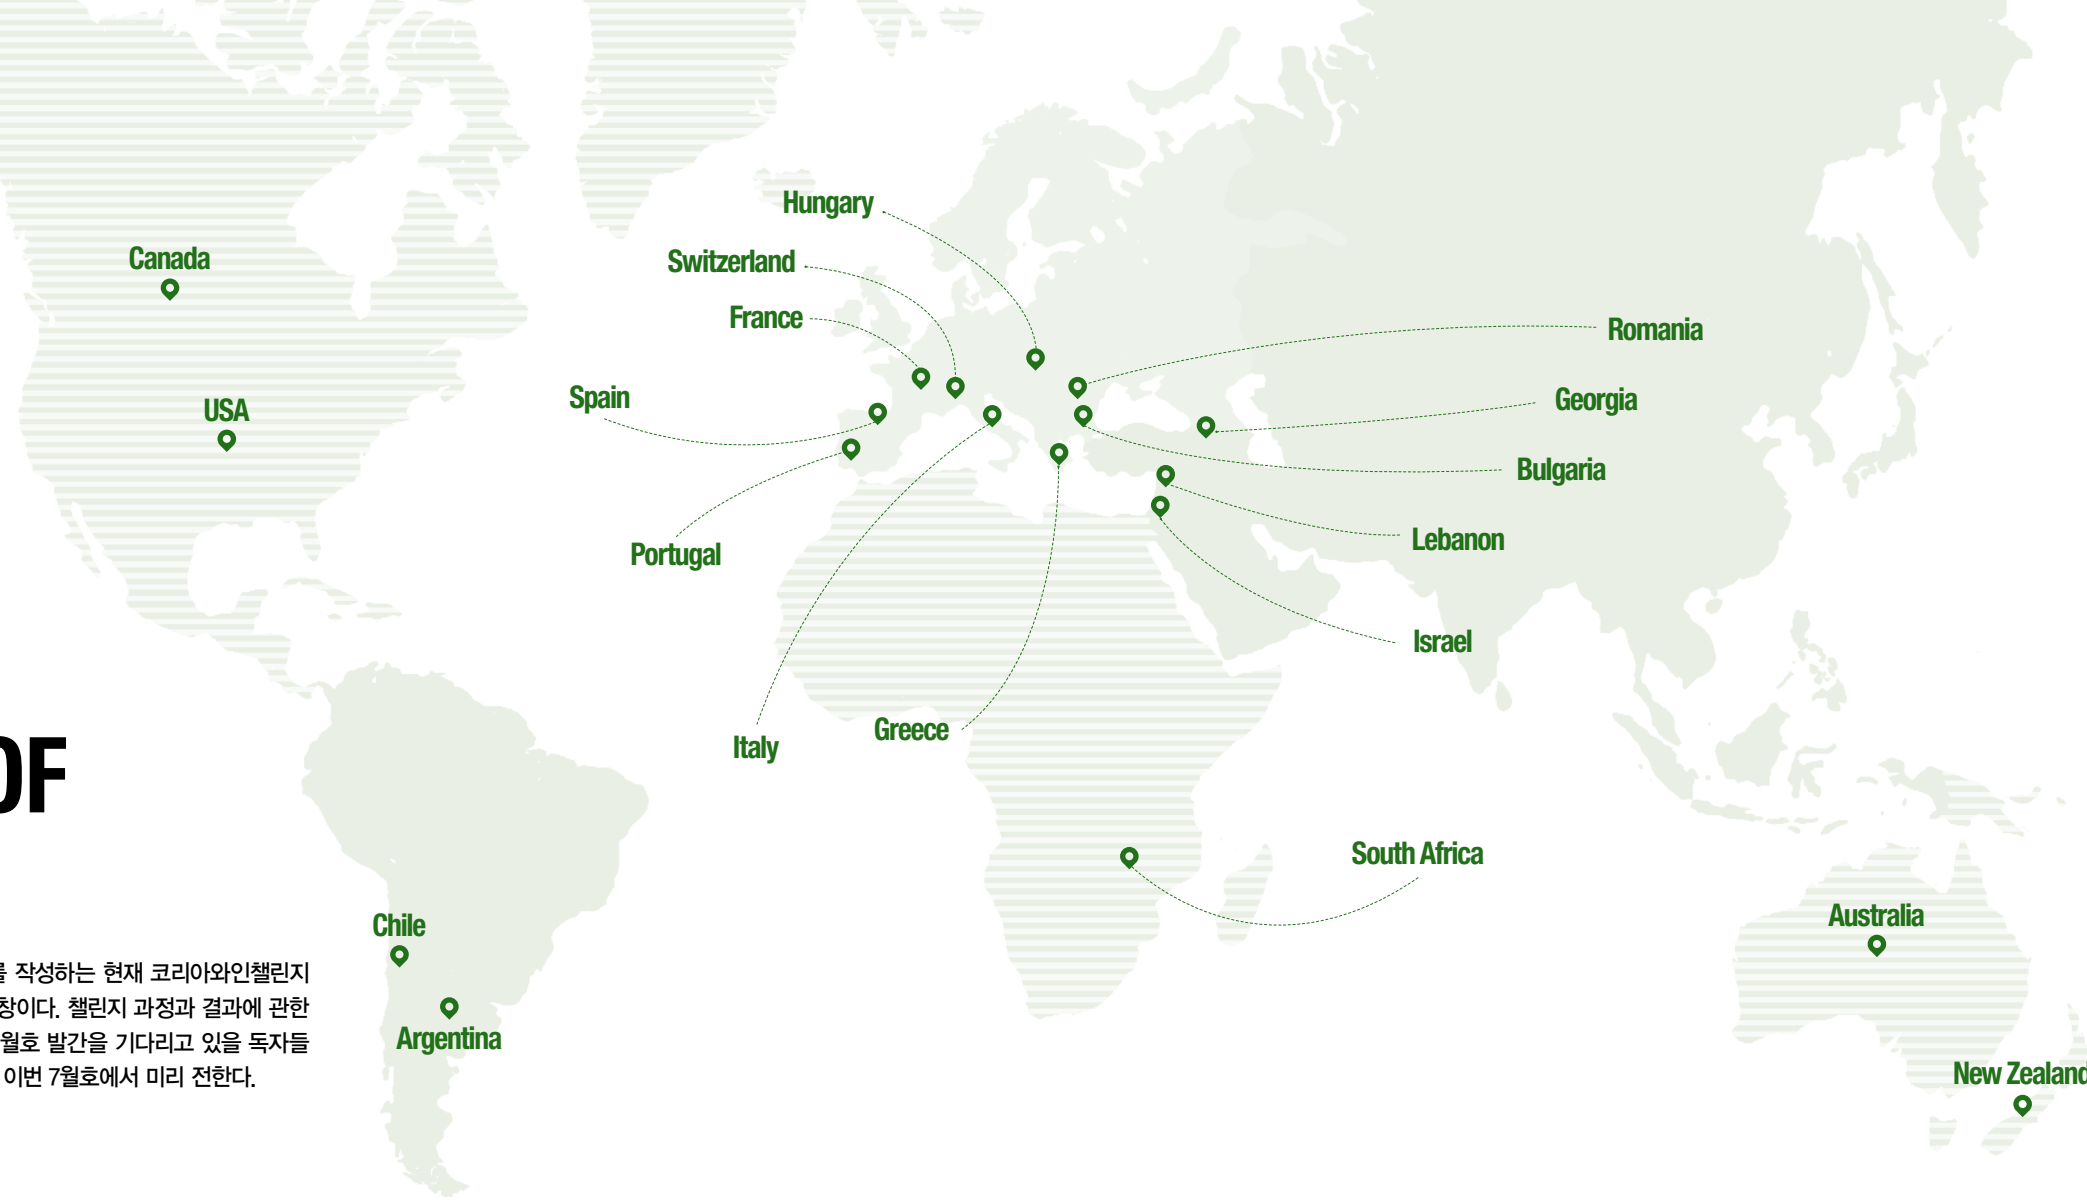 Hungary
Canada
Switzerland
France
Romania
Spain
USA
Georgia
Bulgaria
Portugal
Lebanon
Israel
Italy
Greece
OF
South Africa
Chile
Australia
를 작성하는 현재 코리아와인챌린지
창이다. 챌린지 과정과 결과에 관한
월호 발간을 기다리고 있을 독자들
이번 7월호에서 미리 전한다.
Argentina
New Zealand